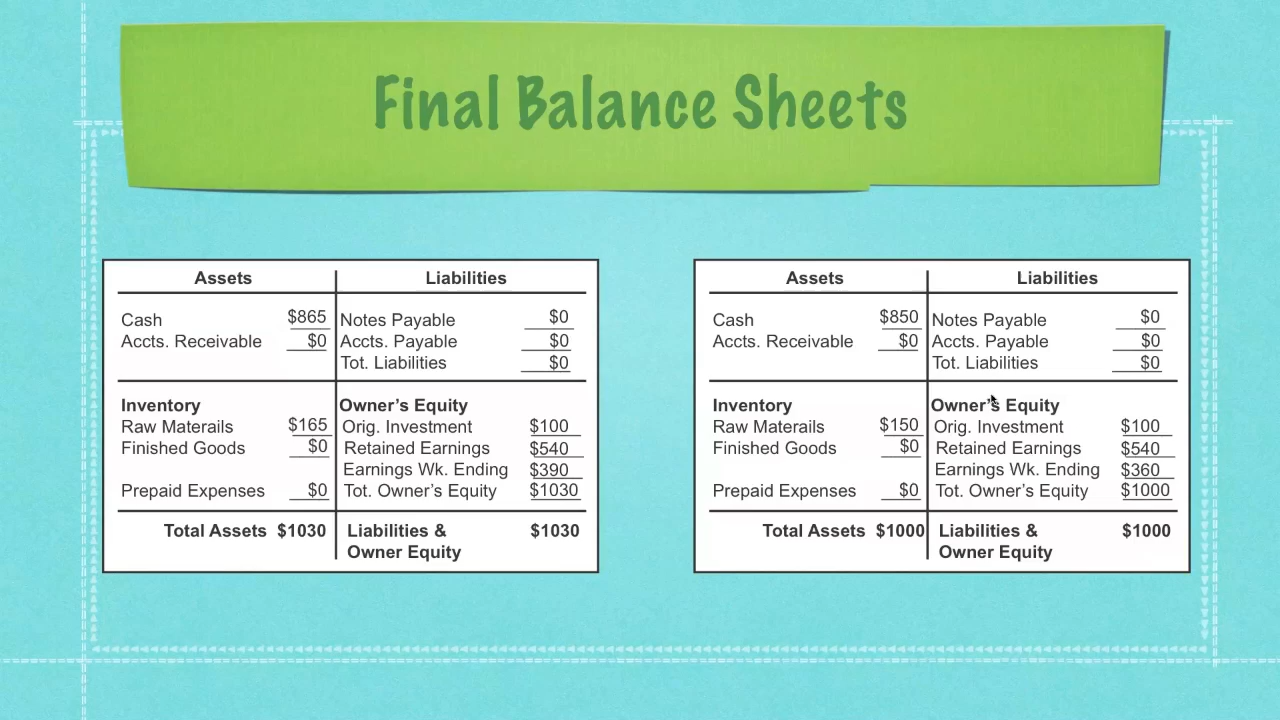 Final Balance Sheets
Assets Liabilities
Cash $865 Notes Payable $0
Accts. Receivable $0 Accts. Payable $0
Tot. Liabilities $0
Inventory Owner's Equity
Raw Materails $165 Orig. Investment $100
Finished Goods $0 Retained Earnings $540
Earnings Wk. Ending $390
Prepaid Expenses $0 Tot. Owner's Equity $1030
Total Assets $1030 Liabilities & $1030
Owner Equity
Assets Liabilities
Cash $850 Notes Payable $0
Accts. Receivable $0 Accts. Payable $0
Tot. Liabilities $0
Inventory Owner's Equity
Raw Materails $150 Orig. Investment $100
Finished Goods $0 Retained Earnings $540
Earnings Wk. Ending $360
Prepaid Expenses $0 Tot. Owner's Equity $1000
Total Assets $1000 Liabilities & $1000
Owner Equity